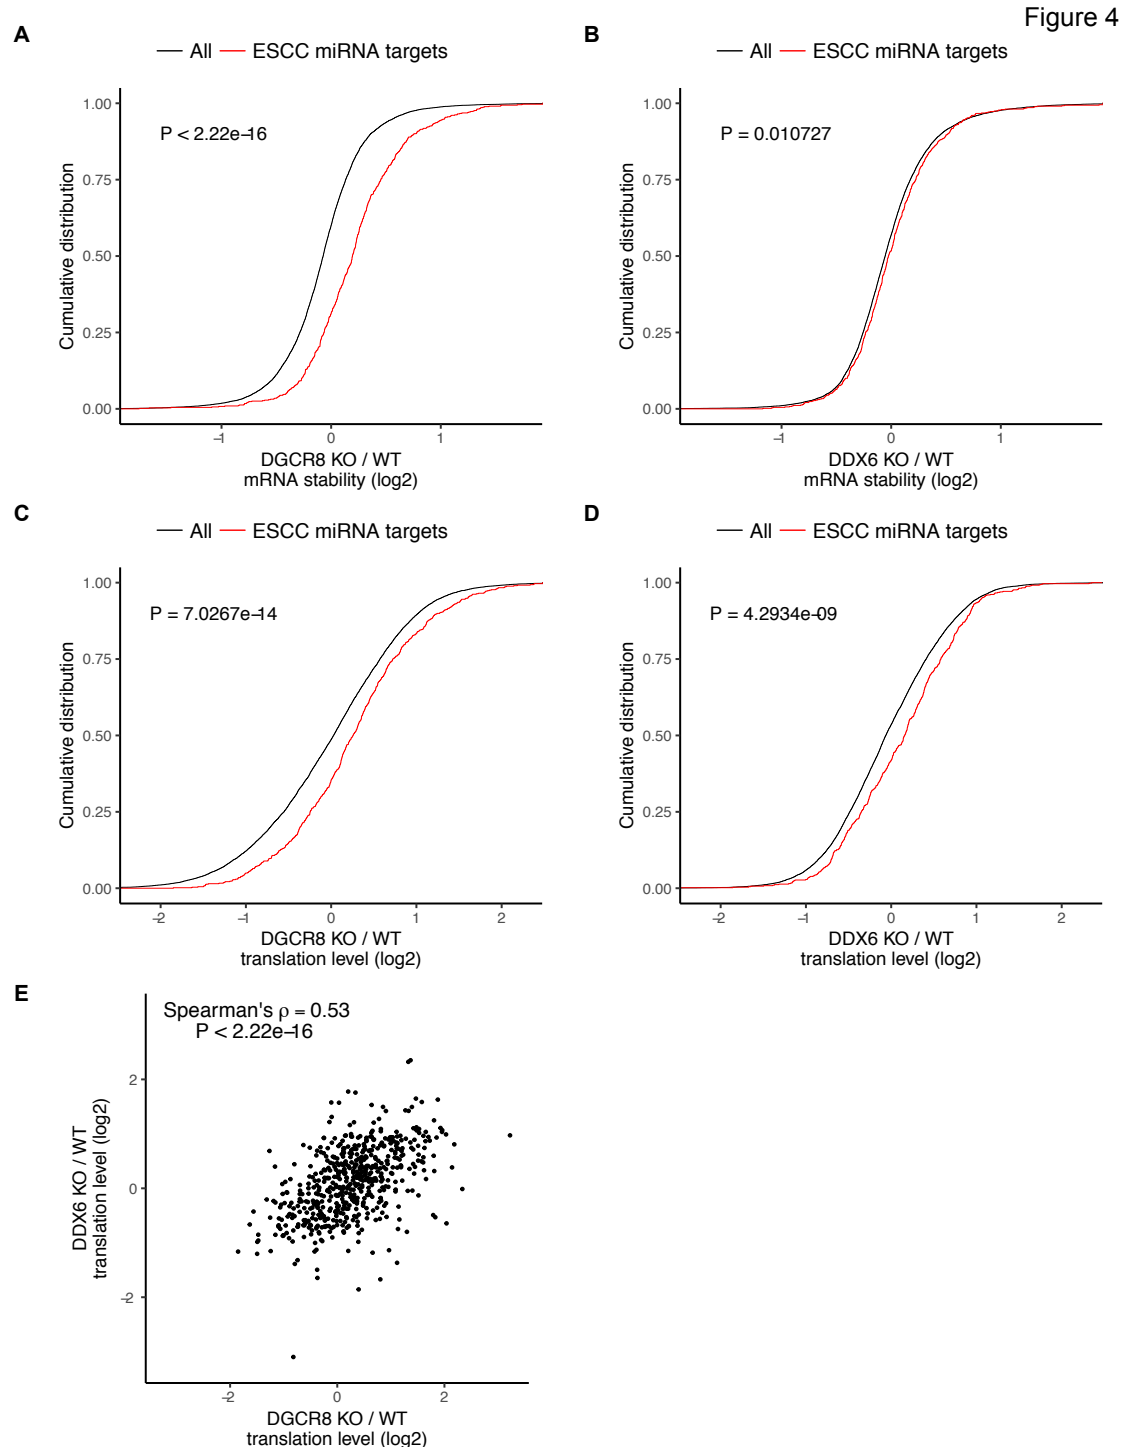 Figure 4
A
All ESCC miRNA targets
P < 2.22e−16
1.00
0.75
0.50
0.25
0.00
Cumulative distribution
−1 0 1
DGCR8 KO / WT
mRNA stability (log2)
B
All ESCC miRNA targets
P = 0.010727
1.00
0.75
0.50
0.25
0.00
Cumulative distribution
−1 0 1
DDX6 KO / WT
mRNA stability (log2)
C
All ESCC miRNA targets
P = 7.0267e−14
1.00
0.75
0.50
0.25
0.00
Cumulative distribution
−2 −1 0 1 2
DGCR8 KO / WT
translation level (log2)
D
All ESCC miRNA targets
P = 4.2934e−09
1.00
0.75
0.50
0.25
0.00
Cumulative distribution
−2 −1 0 1 2
DDX6 KO / WT
translation level (log2)
E
Spearman's ρ = 0.53
P < 2.22e−16
2
0
−2
DDX6 KO / WT
translation level (log2)
−2 0 2
DGCR8 KO / WT
translation level (log2)